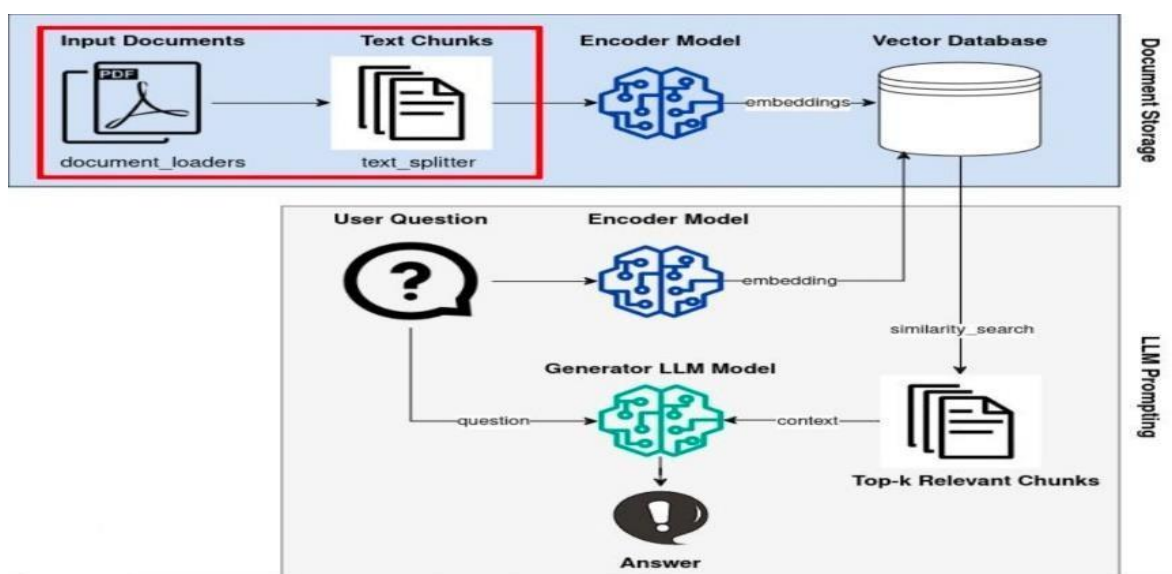 Input Documents
Text Chunks
Encoder Model
Vector Database
PDF
embeddings
document_loaders
text_splitter
Document Storage
User Question
Encoder Model
?
embedding
similarity_search
Generator LLM Model
question
context
Top-k Relevant Chunks
!
Answer
LLM Prompting